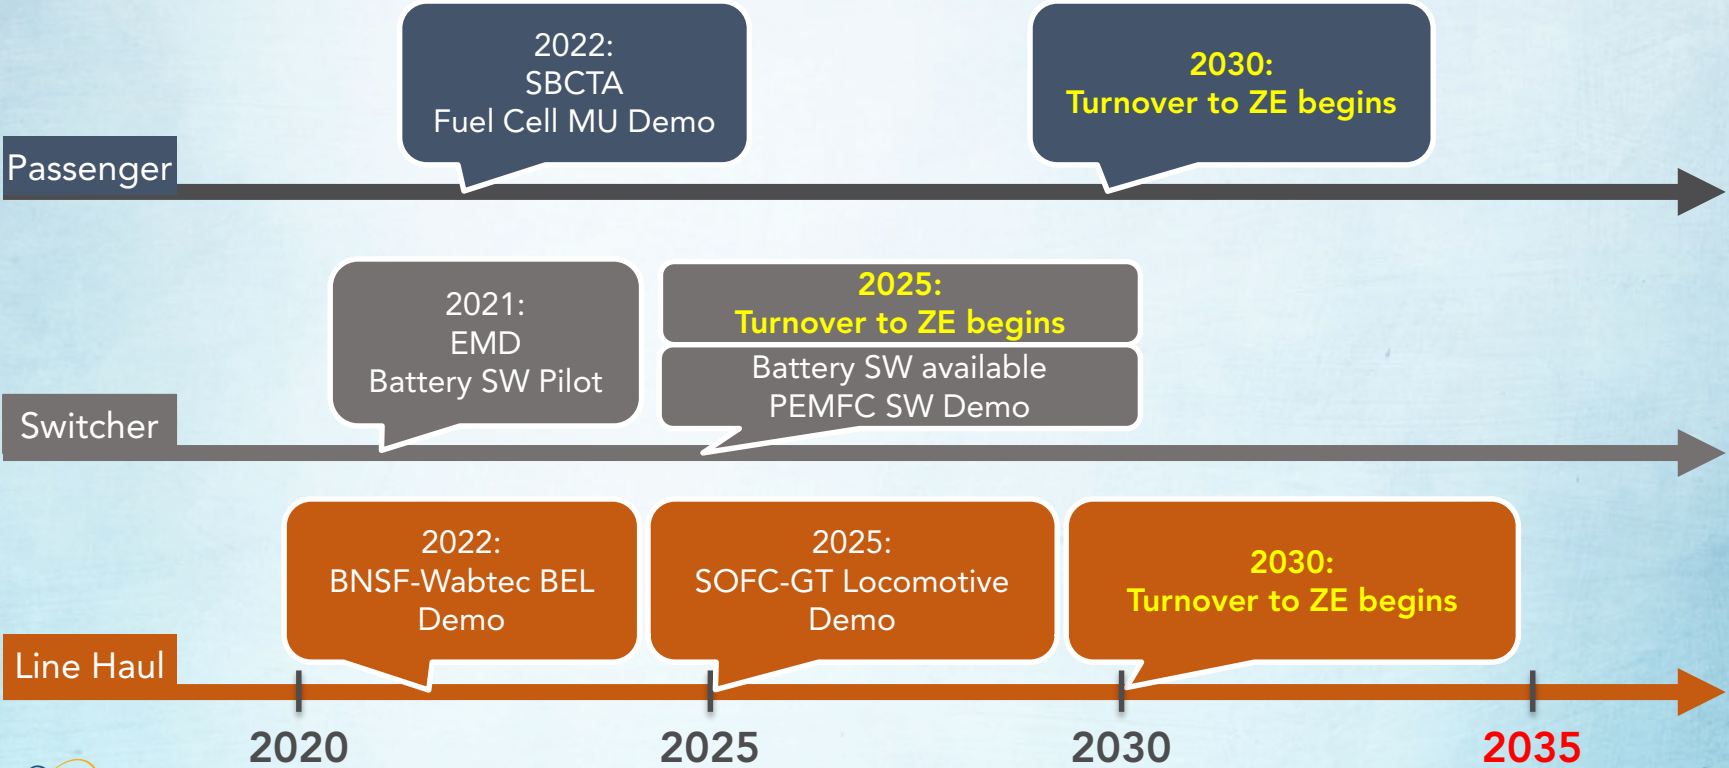 2022:
SBCTA
Fuel Cell MU Demo
2030:
Turnover to ZE begins
Passenger
2021:
EMD
Battery SW Pilot
2025:
Turnover to ZE begins
Battery SW available
PEMFC SW Demo
Switcher
2022:
BNSF-Wabtec BEL
Demo
2025:
SOFC-GT Locomotive
Demo
2030:
Turnover to ZE begins
Line Haul
2020
2025
2030
2035